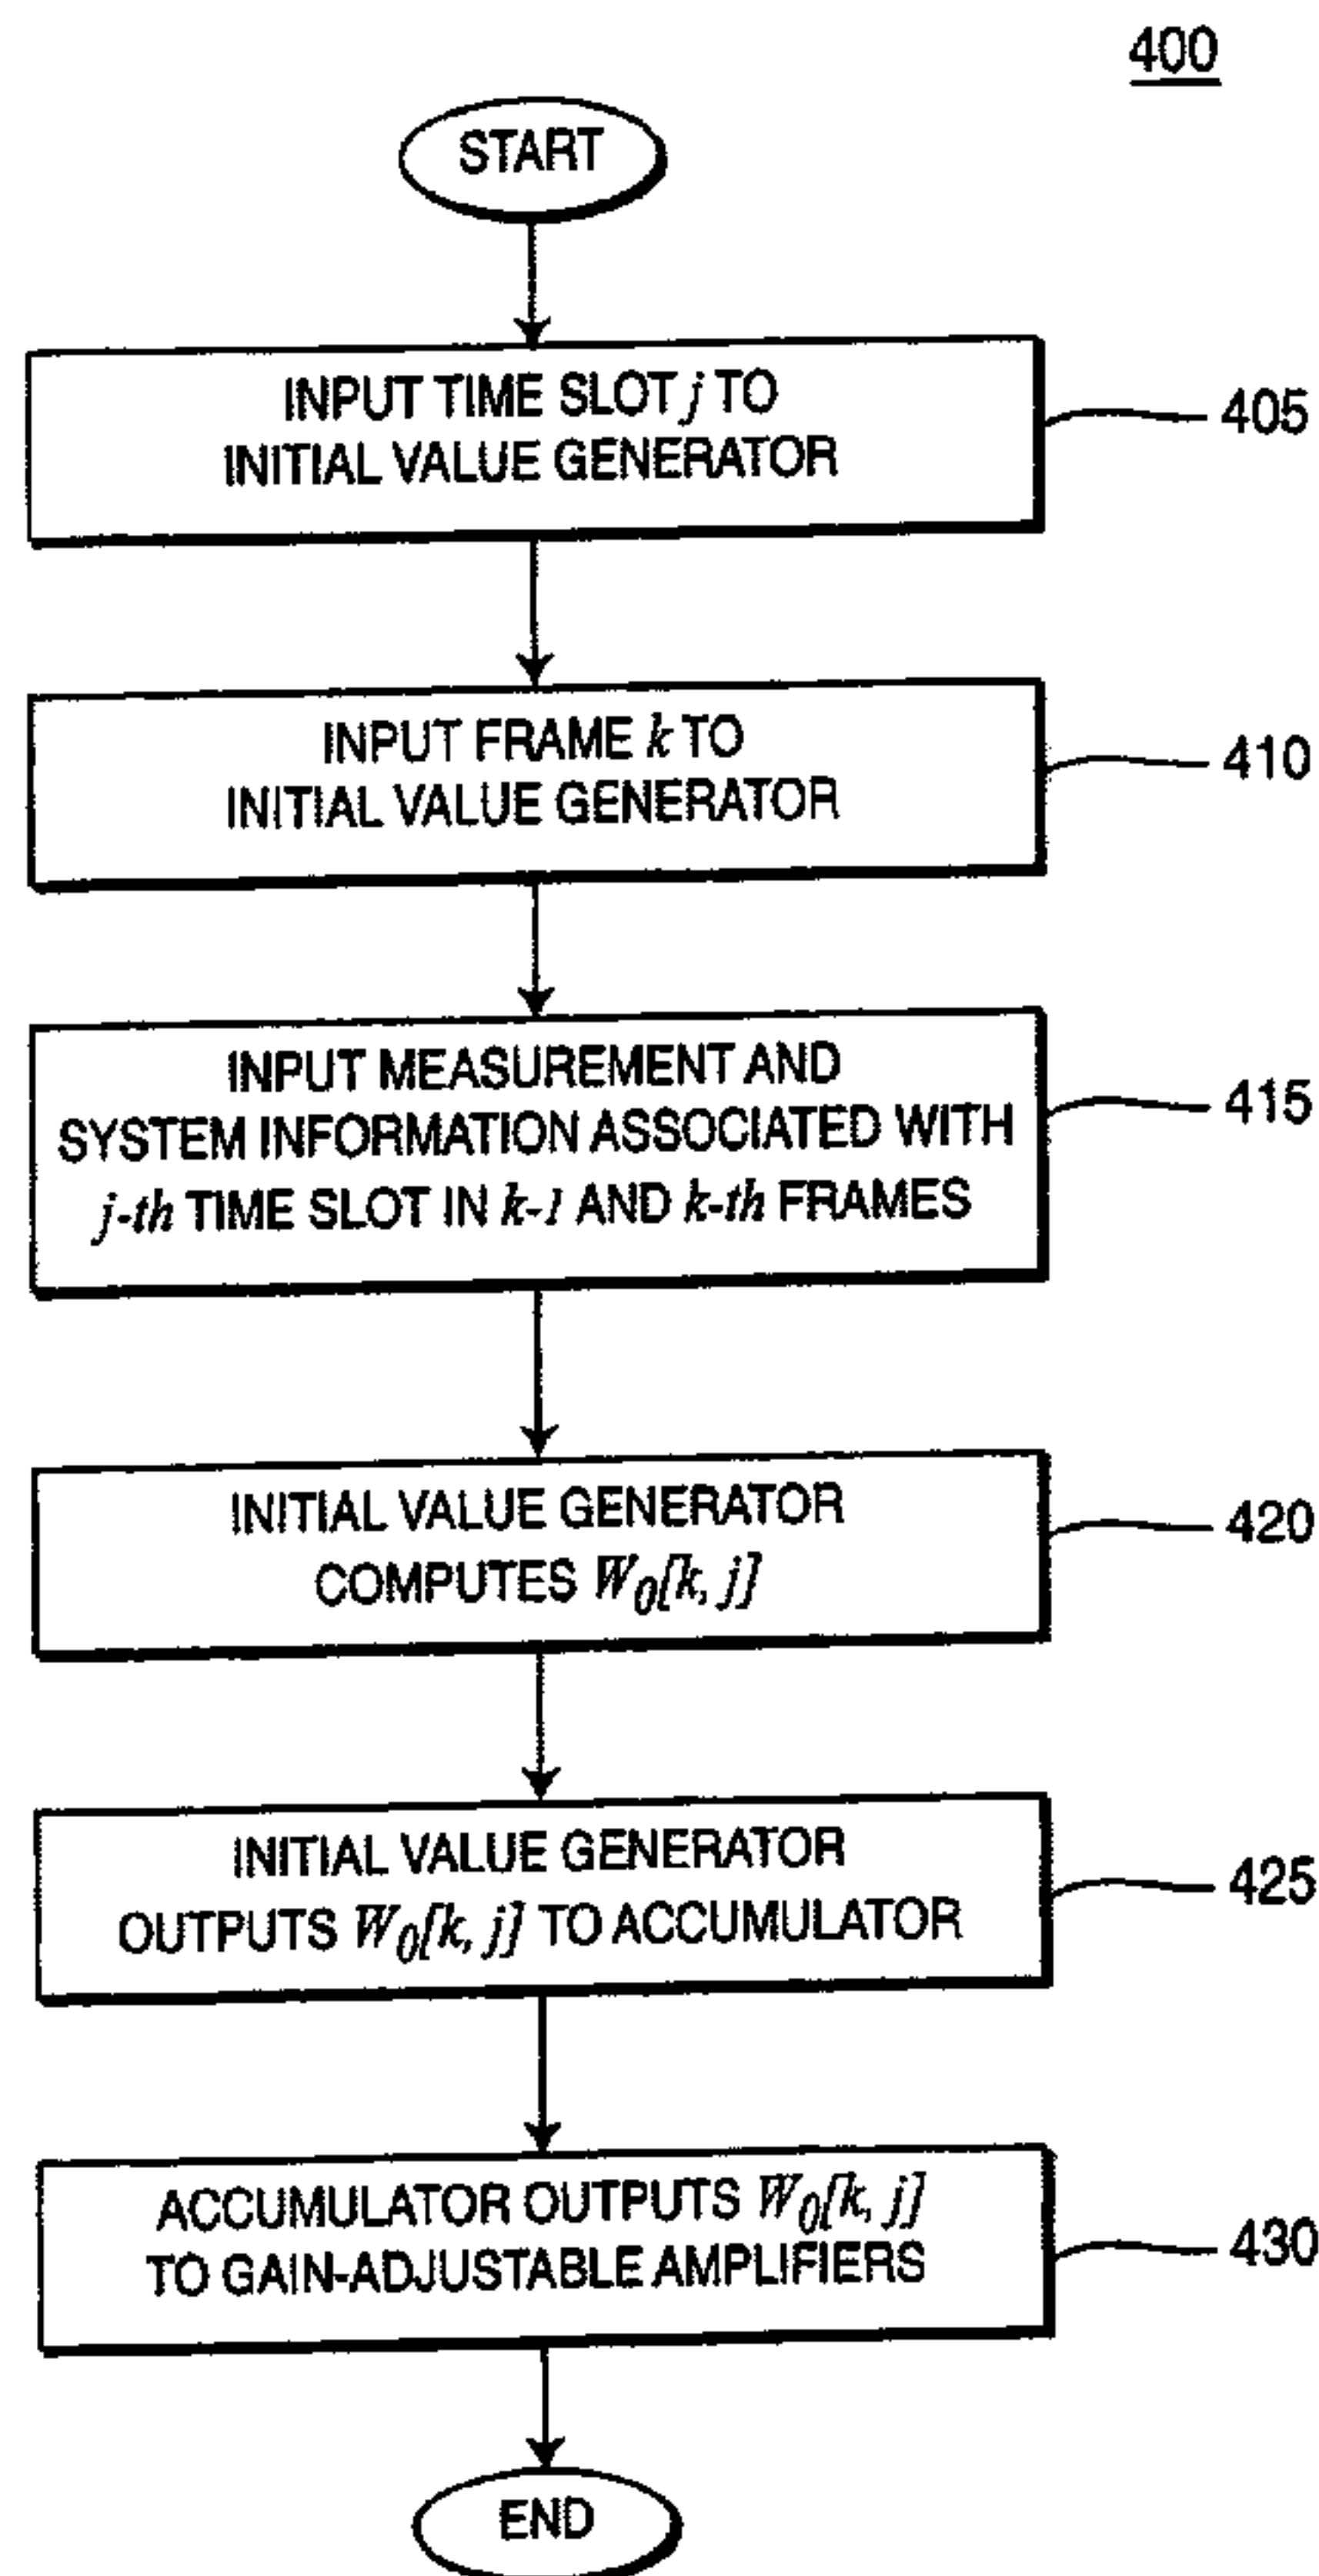 400
START
INPUT TIME SLOT j TO
INITIAL VALUE GENERATOR
405
INPUT FRAME k TO
INITIAL VALUE GENERATOR
410
INPUT MEASUREMENT AND
SYSTEM INFORMATION ASSOCIATED WITH
j-th TIME SLOT IN k-1 AND k-th FRAMES
415
INITIAL VALUE GENERATOR
COMPUTES W0[k, j]
420
INITIAL VALUE GENERATOR
OUTPUTS W0[k, j] TO ACCUMULATOR
425
ACCUMULATOR OUTPUTS W0[k, j]
TO GAIN-ADJUSTABLE AMPLIFIERS
430
END